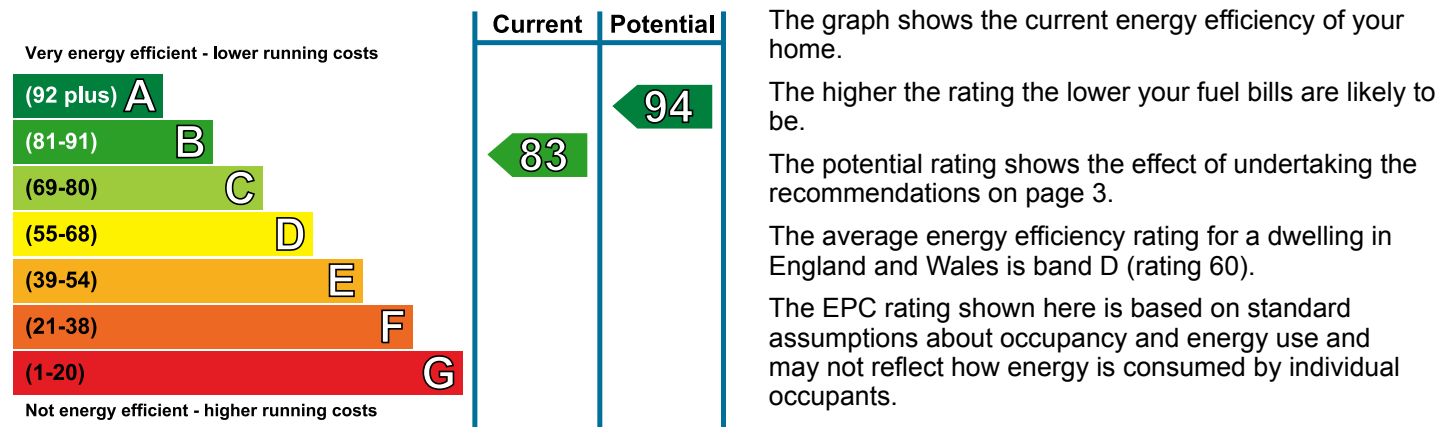 Current Potential
Very energy efficient - lower running costs
(92 plus) A
94
(81-91) B
83
(69-80) C
(55-68) D
(39-54) E
(21-38) F
(1-20) G
Not energy efficient - higher running costs
The graph shows the current energy efficiency of your
home.
The higher the rating the lower your fuel bills are likely to
be.
The potential rating shows the effect of undertaking the
recommendations on page 3.
The average energy efficiency rating for a dwelling in
England and Wales is band D (rating 60).
The EPC rating shown here is based on standard
assumptions about occupancy and energy use and
may not reflect how energy is consumed by individual
occupants.